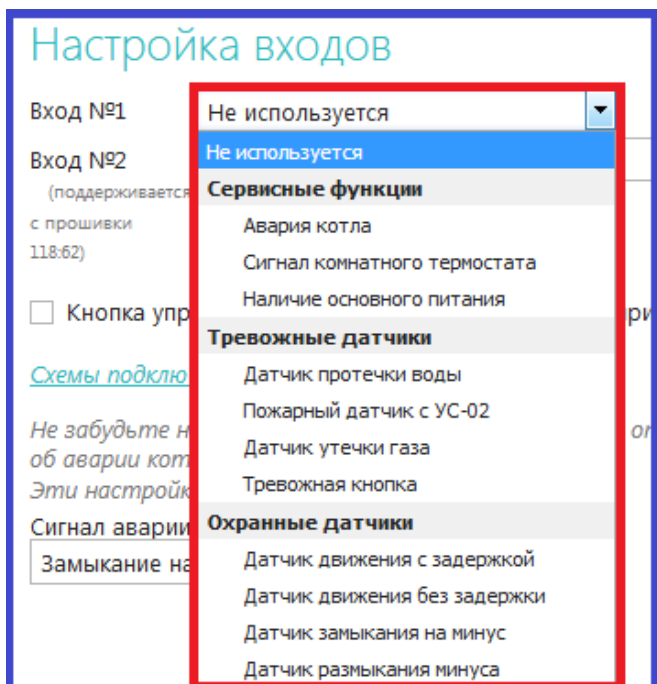 Настройка входов
Вход №1
Не используется
Вход №2
(поддерживается
с прошивки
118:62)
Не используется
Сервисные функции
Авария котла
Сигнал комнатного термостата
Наличие основного питания
Тревожные датчики
Датчик протечки воды
Пожарный датчик с УС-02
Датчик утечки газа
Тревожная кнопка
Охранные датчики
Датчик движения с задержкой
Датчик движения без задержки
Датчик замыкания на минус
Датчик размыкания минуса
Кнопка упр
ри
Схемы подклю
Не забудьте н
об аварии кот
Эти настройк
Сигнал аварии
Замыкание на